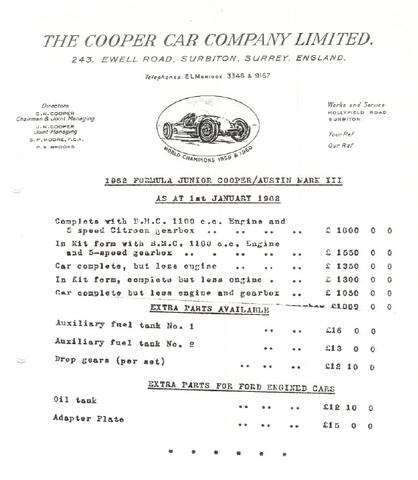 THE COOPER CAR COMPANY LIMITED.
243, EWELL ROAD, SURBITON, SURREY, ENGLAND.
Telephones: ELMBRIDGE 3346 & 9167
Directors
C. N. COOPER
Chairman & Joint Managing
J. N. COOPER
Joint Managing
S. P. MOORE, F.C.A.
P. S. BROOKS
Works and Service
HOLLYFIELD ROAD,
SURBITON
Your Ref.
Our Ref.
WORLD CHAMPIONS 1959 & 1960
1962 FORMULA JUNIOR COOPER/AUSTIN MARK III
AS AT 1st JANUARY 1962
Complete with B.M.C. 1100 c.c. Engine and
5 speed Citroen gearbox .. .. .. .. £ 1600 0 0
In Kit form with B.M.C. 1100 c.c. Engine
and 5-speed gearbox .. . .. .. .. £ 1550 0 0
Car complete, but less engine .. .. .. £ 1350 0 0
In Kit form, complete but less engine . .. £ 1300 0 0
Car complete but less engine and gearbox .. £ 1050 0 0
£1009 0 0
EXTRA PARTS AVAILABLE
Auxiliary fuel tank No. 1 .. .. £16 0 0
Auxiliary fuel tank No. 2 .. .. £13 0 0
Drop gears (per set) .. .. .. £12 10 0
EXTRA PARTS FOR FORD ENGINED CARS
Oil tank .. .. £12 10 0
Adapter Plate .. .. £15 0 0
* * * * * *